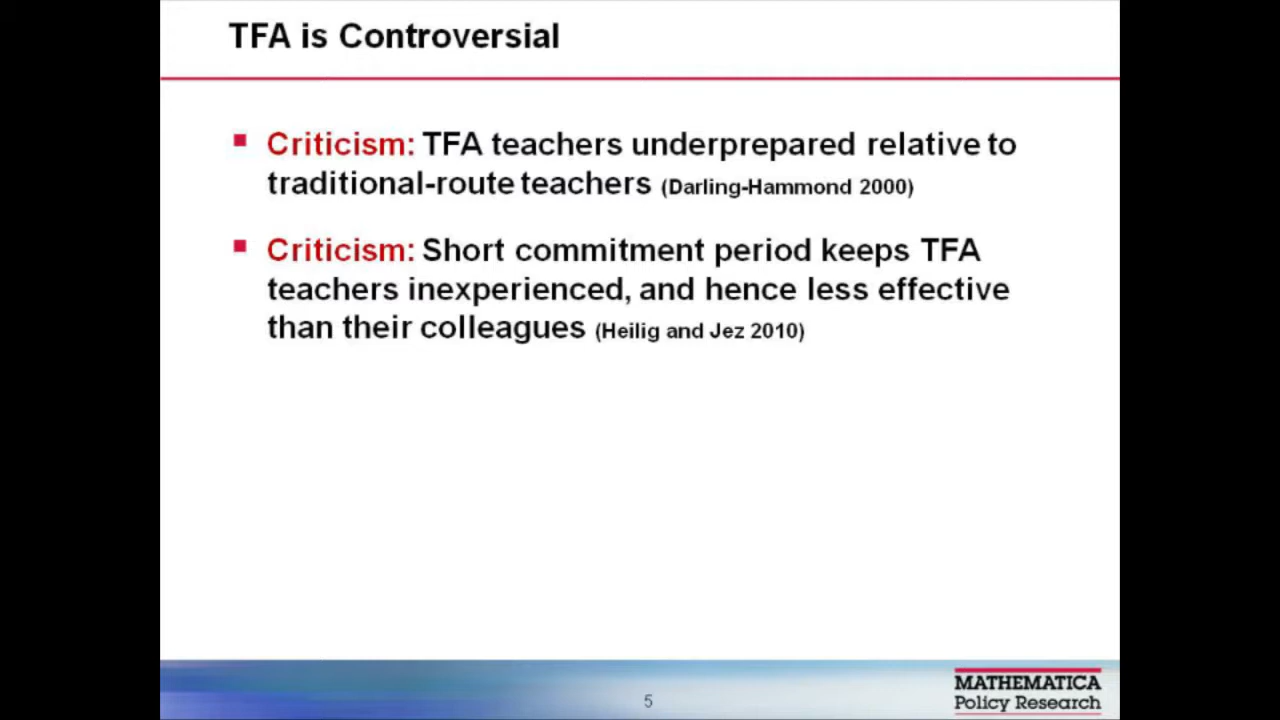 TFA is Controversial
Criticism: TFA teachers underprepared relative to
traditional-route teachers (Darling-Hammond 2000)
Criticism: Short commitment period keeps TFA
teachers inexperienced, and hence less effective
than their colleagues (Heilig and Jez 2010)
5
MATHEMATICA
Policy Research